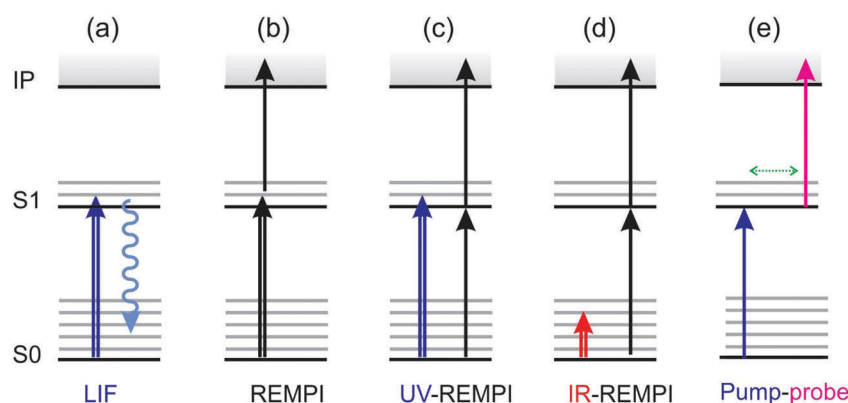 (a) (b) (c) (d) (e)
IP
S1
S0
LIF REMPI UV-REMPI IR-REMPI Pump-probe